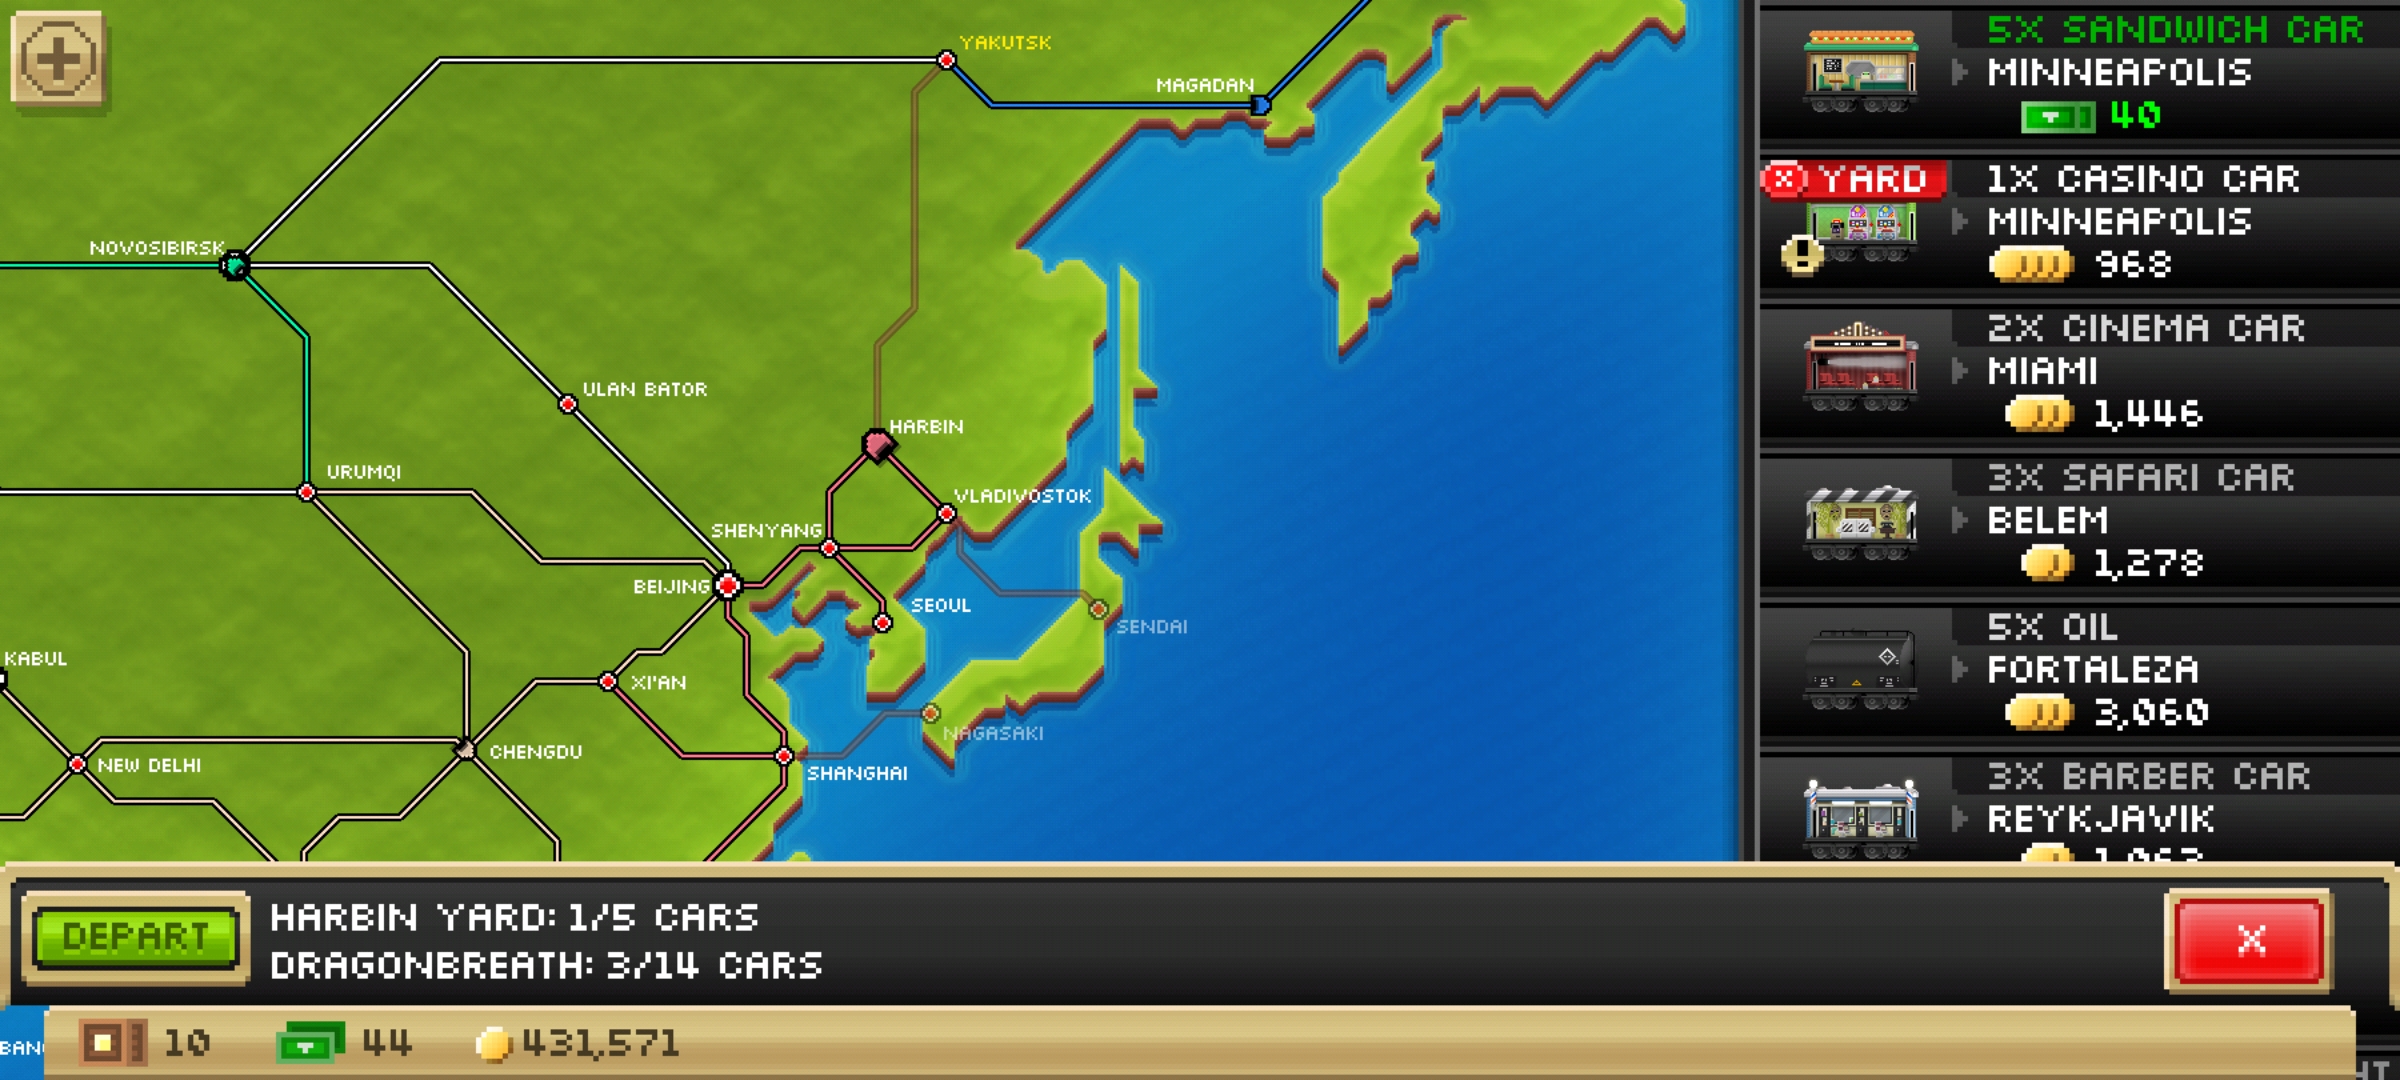 YAKUTSK
MAGADAN
NOVOSIBIRSK
ULAN BATOR
HARBIN
URUMQI
VLADIVOSTOK
SHENYANG
BEIJING
SEOUL
SENDAI
KABUL
XI'AN
NAGASAKI
CHENGDU
NEW DELHI
SHANGHAI
5X SANDWICH CAR
MINNEAPOLIS
40
YARD
1X CASINO CAR
MINNEAPOLIS
968
2X CINEMA CAR
MIAMI
1,446
3X SAFARI CAR
BELEM
1,278
5X OIL
FORTALEZA
3,060
3X BARBER CAR
REYKJAVIK
DEPART
HARBIN YARD: 1/5 CARS
DRAGONBREATH: 3/14 CARS
X
10
44
431,571